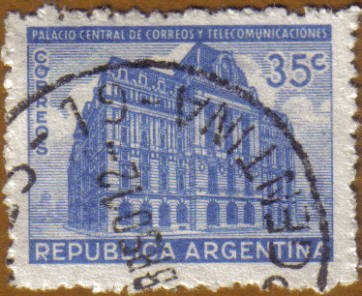 PALACIO CENTRAL DE CORREOS Y TELECOMUNICACIONES
CORREOS
35c
REPUBLICA ARGENTINA